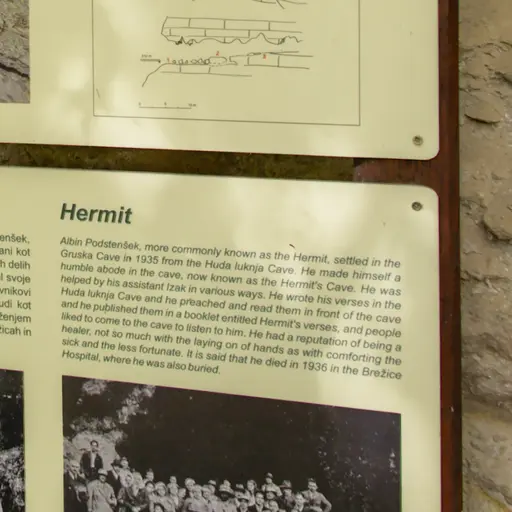 Hermit
Albin Podstenšek, more commonly known as the Hermit, settled in the
Gruska Cave in 1935 from the Huda luknja Cave. He made himself a
humble abode in the cave, now known as the Hermit's Cave. He was
helped by his assistant Izak in various ways. He wrote his verses in the
Huda luknja Cave and he preached and read them in front of the cave
and he published them in a booklet entitled Hermit's verses, and people
liked to come to the cave to listen to him. He had a reputation of being a
healer, not so much with the laying on of hands as with comforting the
sick and the less fortunate. It is said that he died in 1936 in the Brežice
Hospital, where he was also buried.
enšek,
ani kot
h delih
l svoje
vnikovi
udi kot
ženjem
žicah in